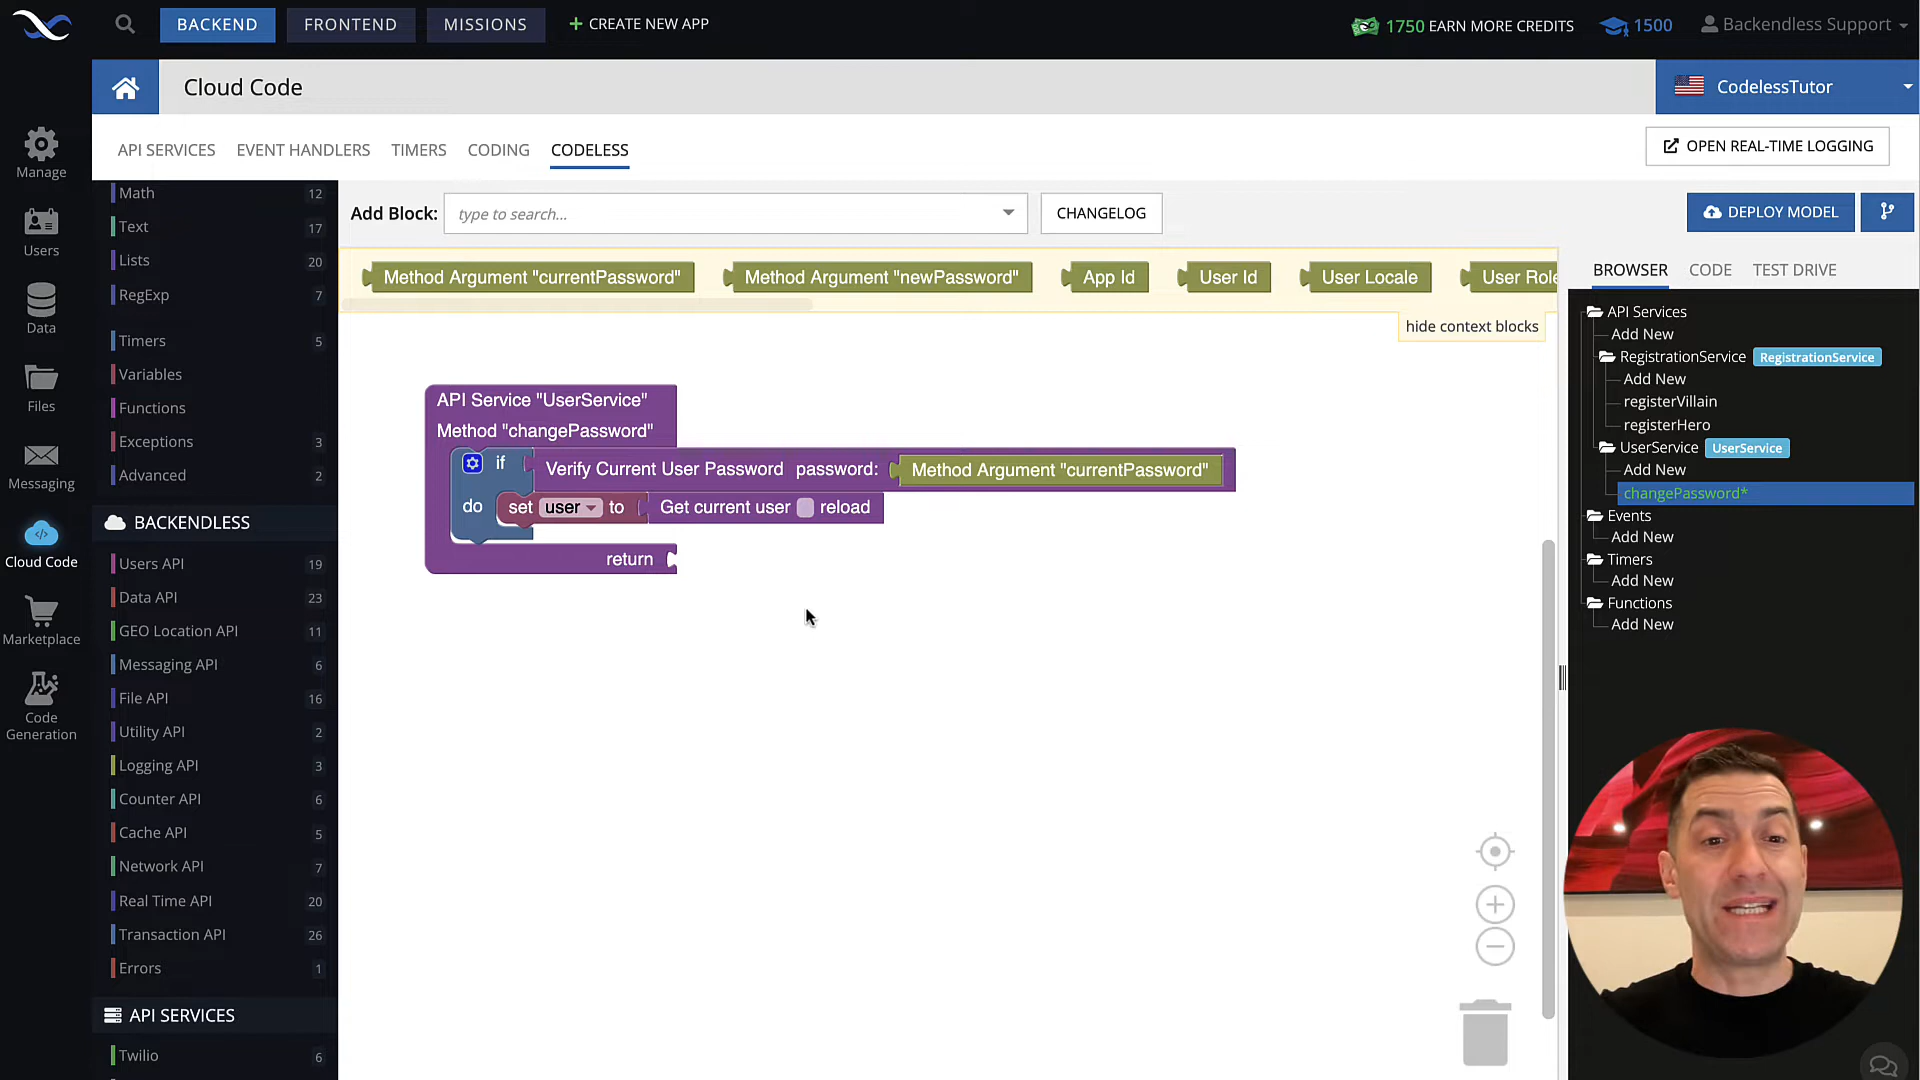 BACKEND
FRONTEND
MISSIONS
+ CREATE NEW APP
1750 EARN MORE CREDITS
1500
Backendless Support
Cloud Code
CodelessTutor
API SERVICES
EVENT HANDLERS
TIMERS
CODING
CODELESS
OPEN REAL-TIME LOGGING
Manage
Users
Data
Files
Messaging
Cloud Code
Marketplace
Code
Generation
Math 12
Text 17
Lists 20
RegExp 7
Timers 5
Variables
Functions
Exceptions 3
Advanced 2
BACKENDLESS
Users API 19
Data API 23
GEO Location API 11
Messaging API 6
File API 16
Utility API 2
Logging API 3
Counter API 6
Cache API 5
Network API 7
Real Time API 20
Transaction API 26
Errors 1
API SERVICES
Twilio 6
Add Block:
type to search...
CHANGELOG
DEPLOY MODEL
Method Argument "currentPassword"
Method Argument "newPassword"
App Id
User Id
User Locale
User Role
hide context blocks
API Service "UserService"
Method "changePassword"
if
Verify Current User Password password:
Method Argument "currentPassword"
do
set user to
Get current user reload
return
BROWSER
CODE
TEST DRIVE
API Services
Add New
RegistrationService RegistrationService
Add New
registerVillain
registerHero
UserService UserService
Add New
changePassword*
Events
Add New
Timers
Add New
Functions
Add New